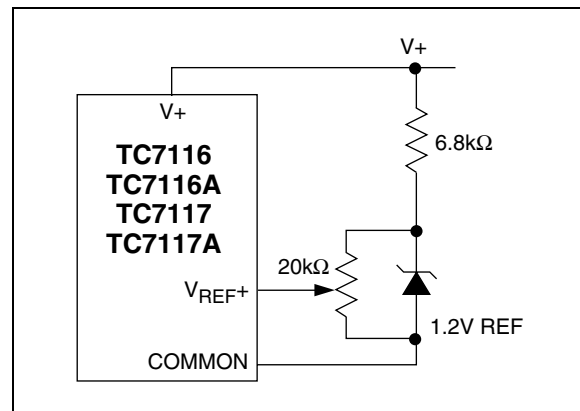 V+
V+
6.8kΩ
TC7116
TC7116A
TC7117
TC7117A
20kΩ
VREF+
1.2V REF
COMMON